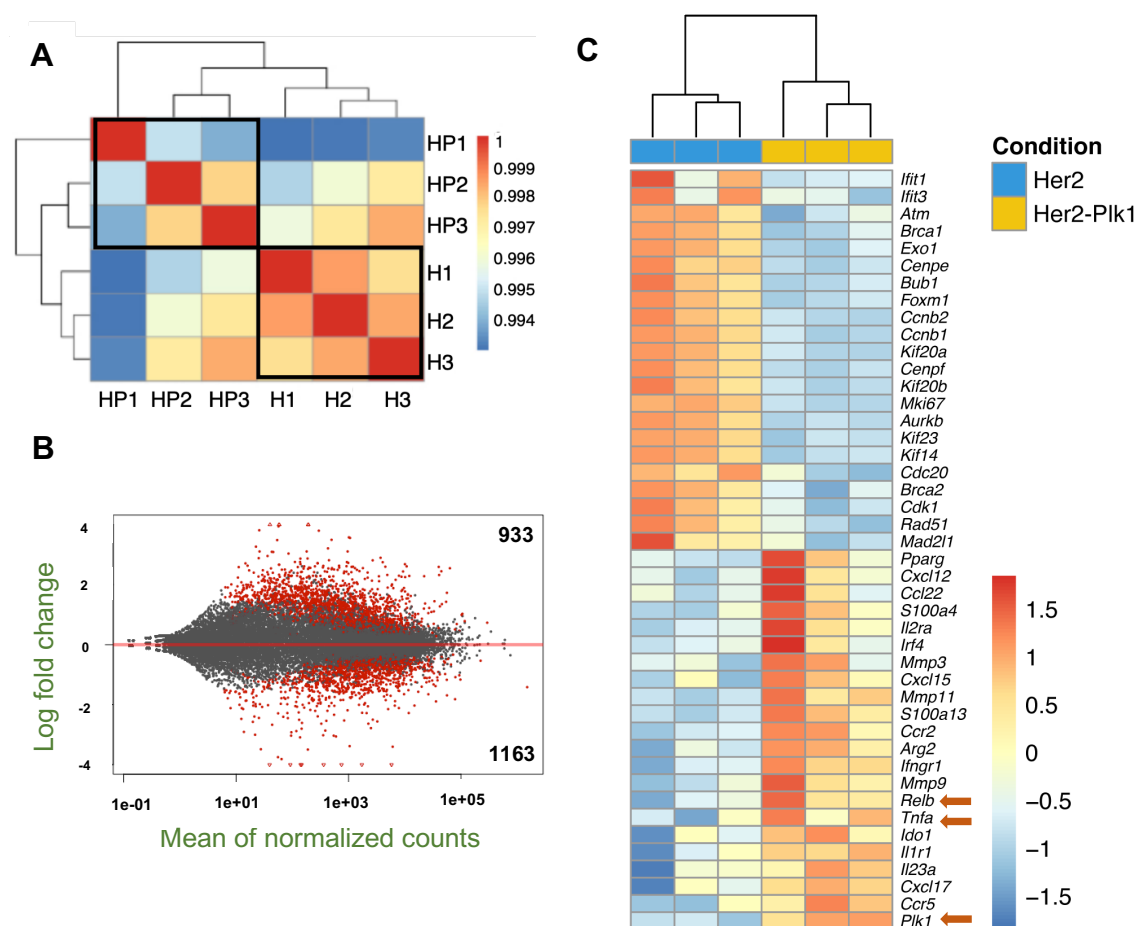 A
HP1
HP2
HP3
H1
H2
H3
1
0.999
0.998
0.997
0.996
0.995
0.994
HP1 HP2 HP3 H1 H2 H3
B
Log fold change
4
2
0
-2
-4
933
1163
1e-01 1e+01 1e+03 1e+05
Mean of normalized counts
C
Condition
Her2
Her2-Plk1
Ifit1
Ifit3
Atm
Brca1
Exo1
Cenpe
Bub1
Foxm1
Ccnb2
Ccnb1
Kif20a
Cenpf
Kif20b
Mki67
Aurkb
Kif23
Kif14
Cdc20
Brca2
Cdk1
Rad51
Mad2l1
Pparg
Cxcl12
Ccl22
S100a4
Il2ra
Irf4
Mmp3
Cxcl15
Mmp11
S100a13
Ccr2
Arg2
Ifngr1
Mmp9
Relb
Tnfa
Ido1
Il1r1
Il23a
Cxcl17
Ccr5
Plk1
1.5
1
0.5
0
−0.5
−1
−1.5